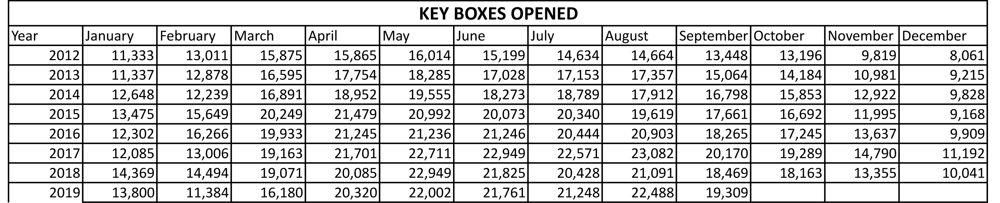 KEY BOXES OPENED
Year January February March April May June July August September October November December
2012 11,333 13,011 15,875 15,865 16,014 15,199 14,634 14,664 13,448 13,196 9,819 8,061
2013 11,337 12,878 16,595 17,754 18,285 17,028 17,153 17,357 15,064 14,184 10,981 9,215
2014 12,648 12,239 16,891 18,952 19,555 18,273 18,789 17,912 16,798 15,853 12,922 9,828
2015 13,475 15,649 20,249 21,479 20,992 20,073 20,340 19,619 17,661 16,692 11,995 9,168
2016 12,302 16,266 19,933 21,245 21,236 21,246 20,444 20,903 18,265 17,245 13,637 9,909
2017 12,085 13,006 19,163 21,701 22,711 22,949 22,571 23,082 20,170 19,289 14,790 11,192
2018 14,369 14,494 19,071 20,085 22,949 21,825 20,428 21,091 18,469 18,163 13,355 10,041
2019 13,800 11,384 16,180 20,320 22,002 21,761 21,248 22,488 19,309